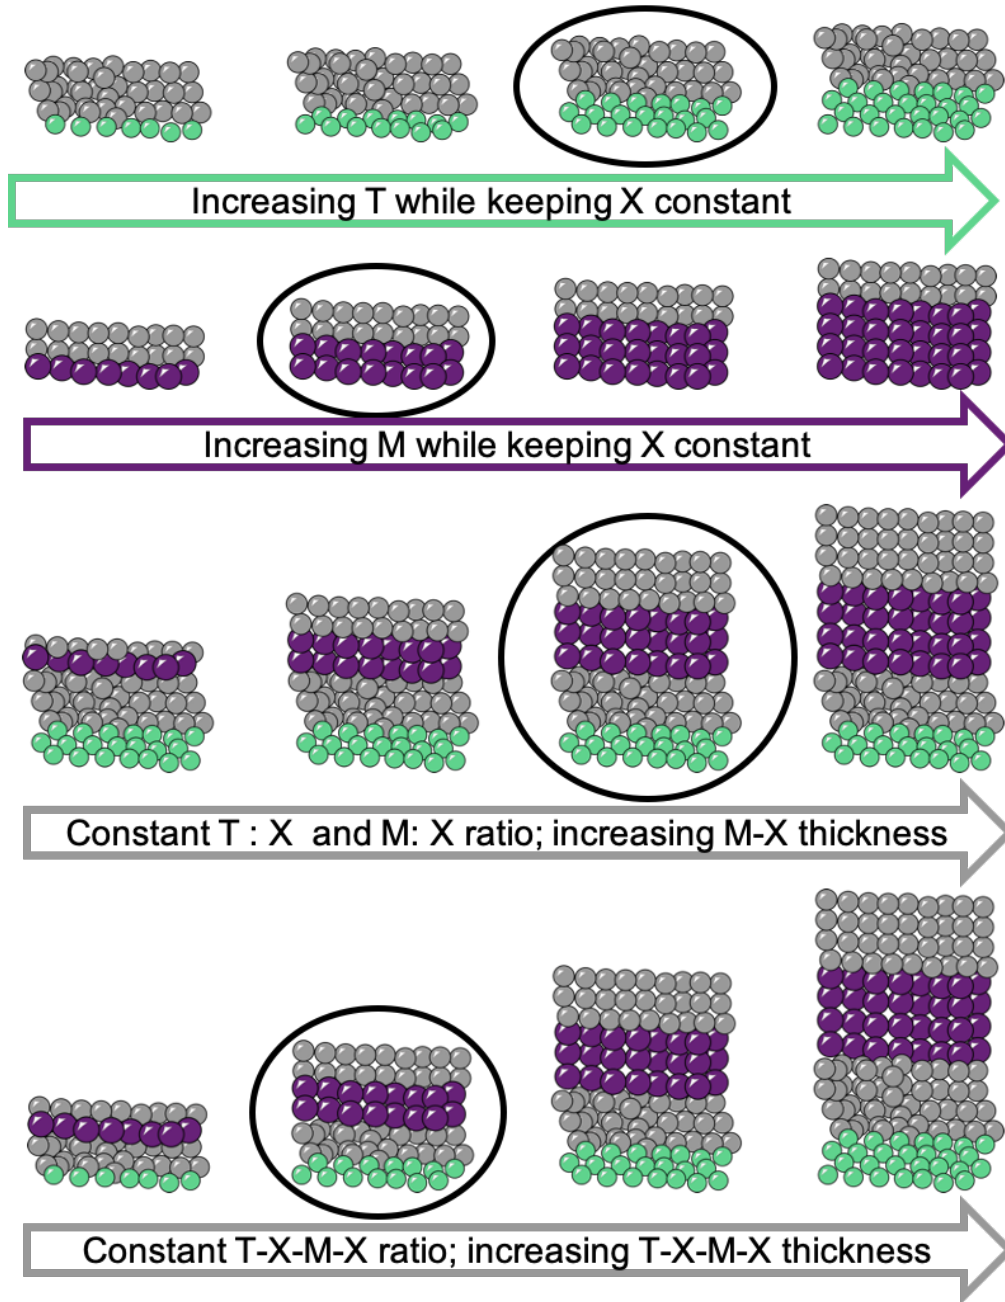 Increasing T while keeping X constant
Increasing M while keeping X constant
Constant T : X  and M: X ratio; increasing M-X thickness
Constant T-X-M-X ratio; increasing T-X-M-X thickness